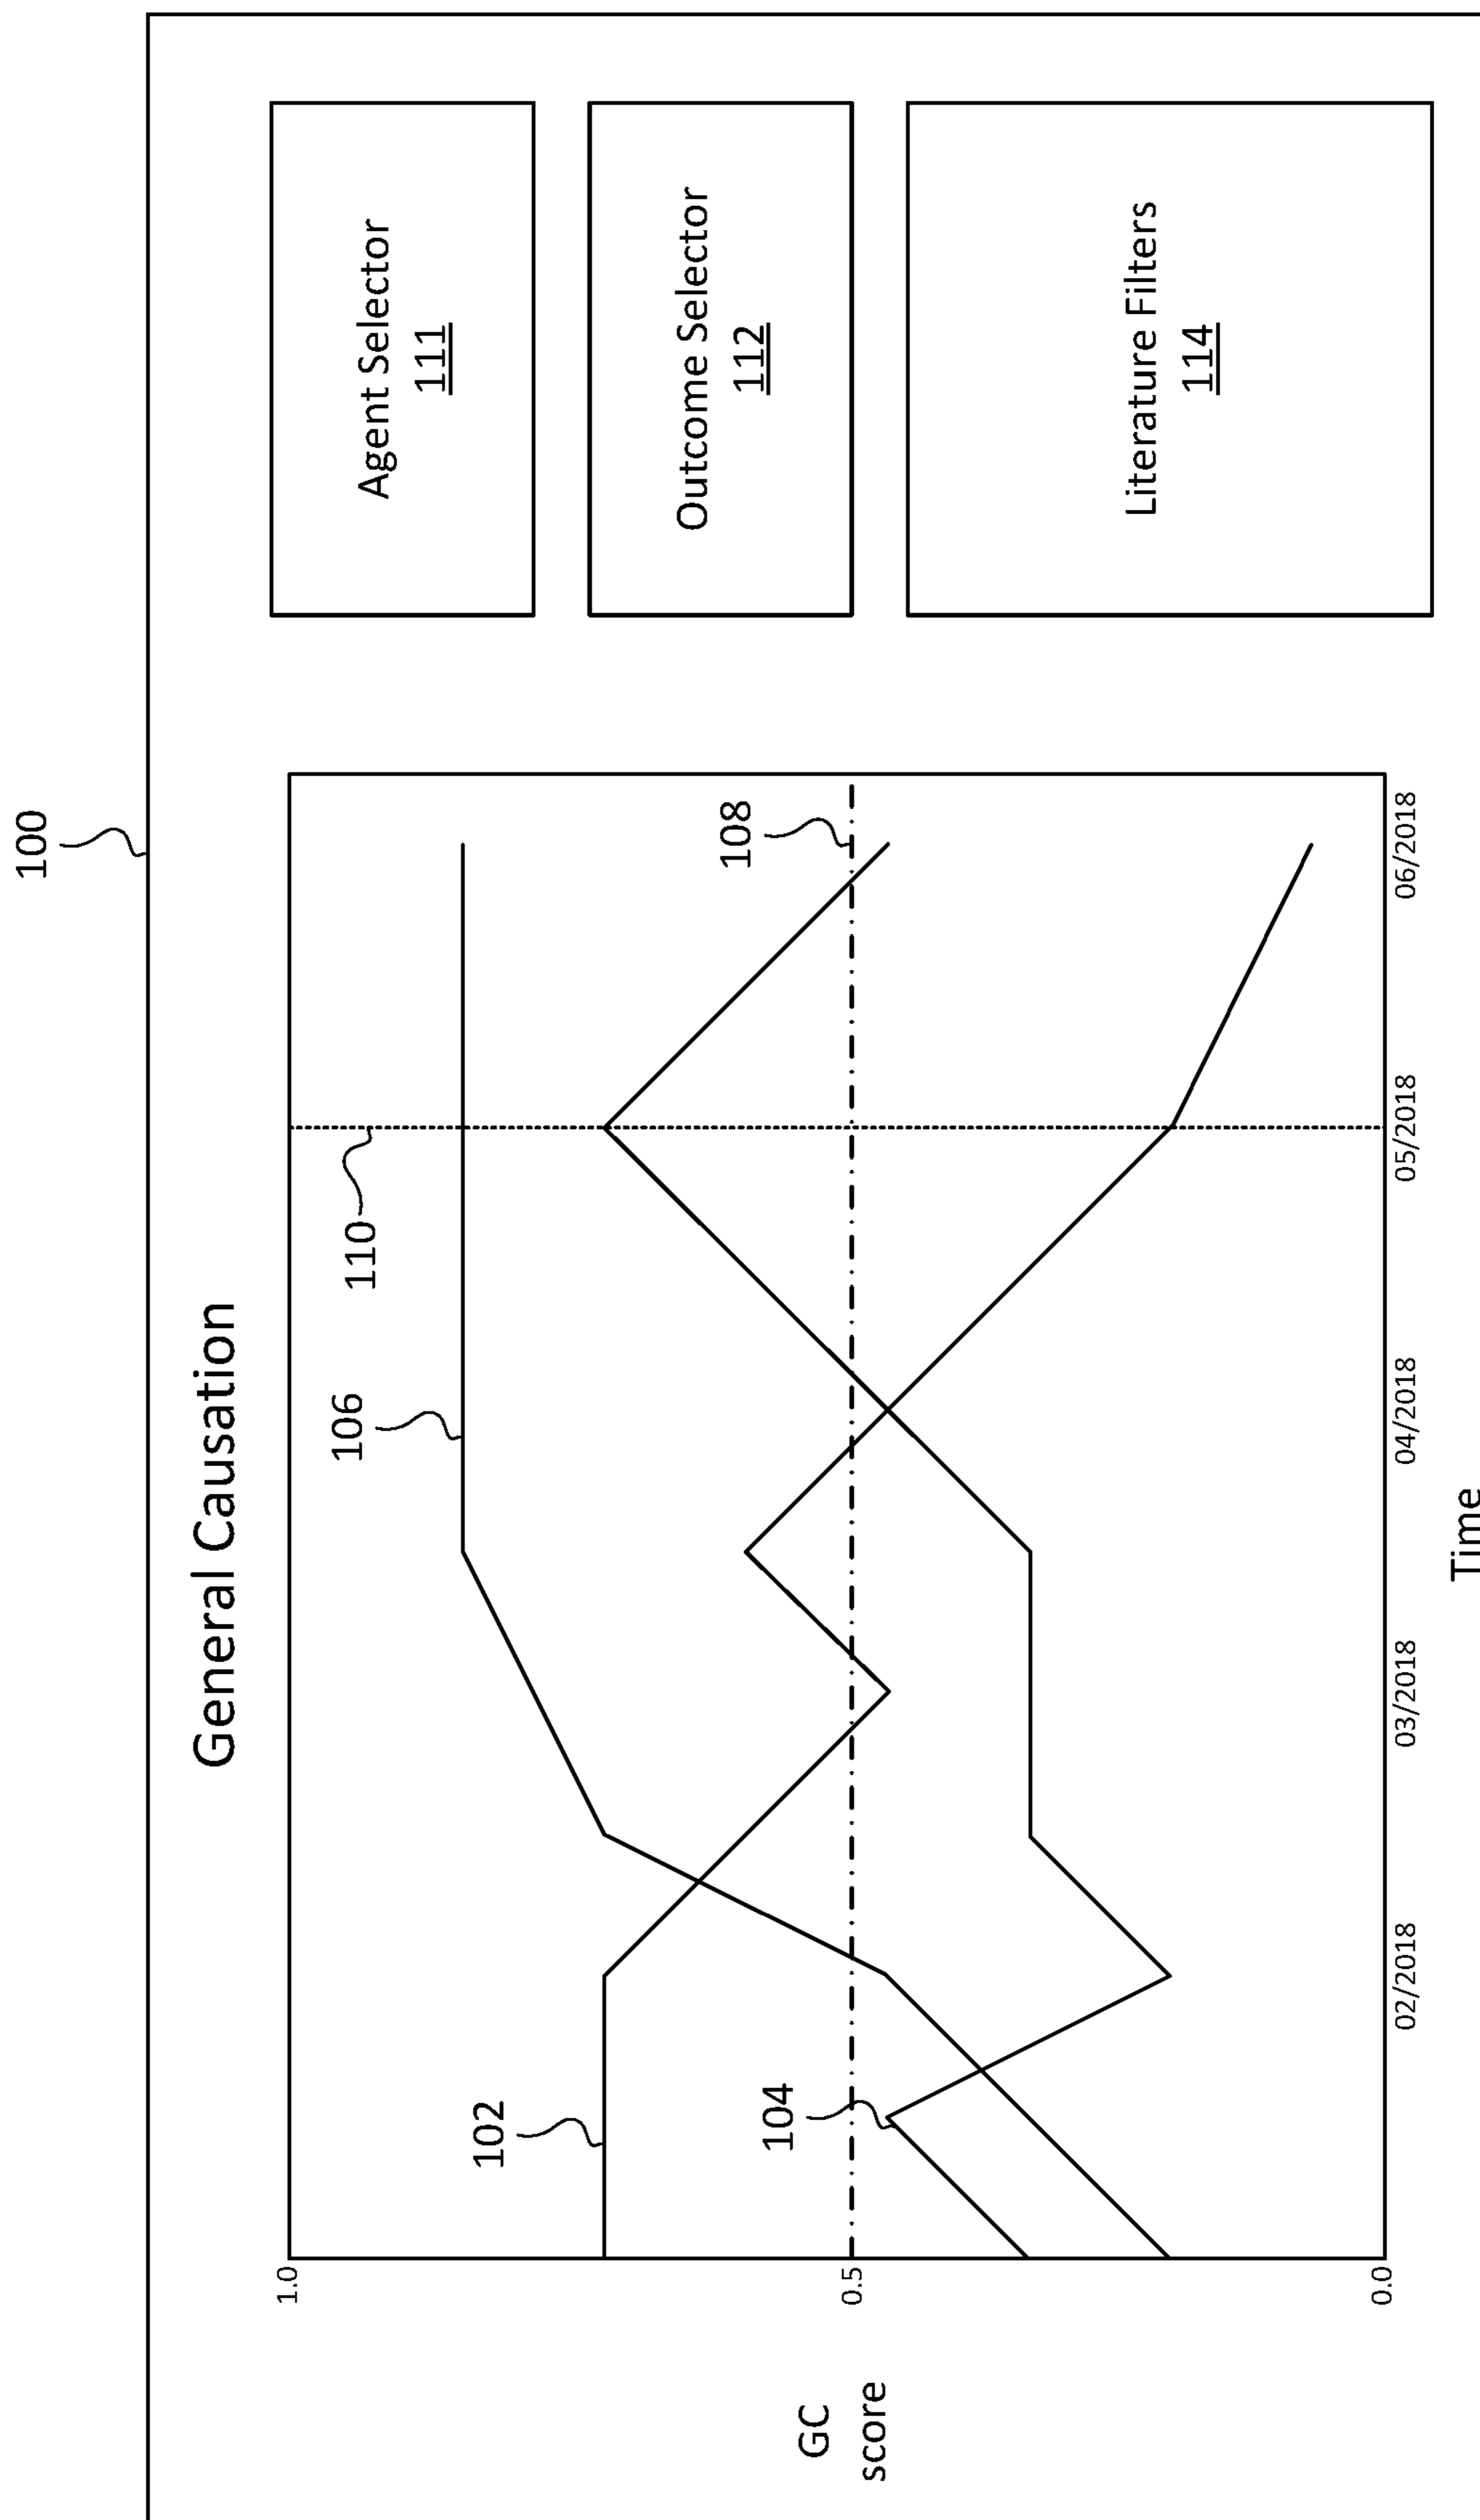 100
General Causation
110
106
102
104
108
GC
score
1.0
0.5
0.0
02/2018
03/2018
04/2018
05/2018
06/2018
Time
Agent Selector
111
Outcome Selector
112
Literature Filters
114